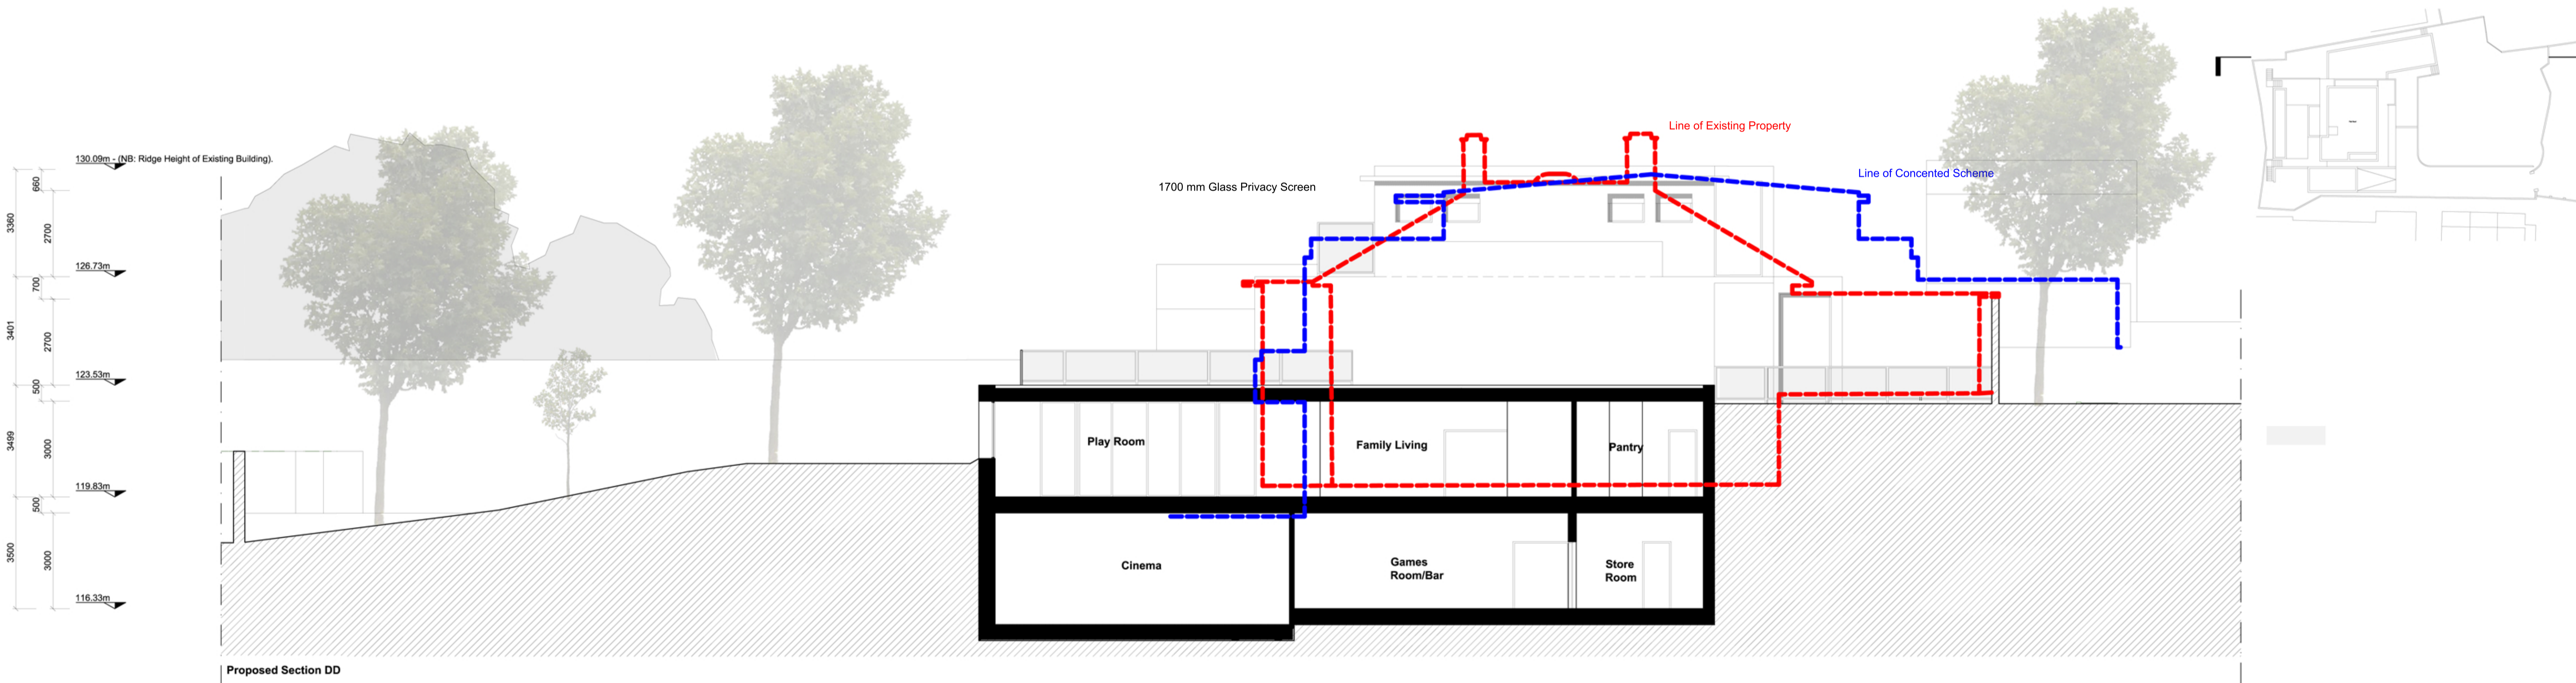 Line of Existing Property
130.09m - (NB: Ridge Height of Existing Building).
Line of Concented Scheme
1700 mm Glass Privacy Screen
660
3360
2700
126.73m
700
3401
2700
123.53m
500
3499
3000
119.83m
500
3500
3000
116.33m
Play Room
Family Living
Pantry
Cinema
Games
Room/Bar
Store
Room
Proposed Section DD